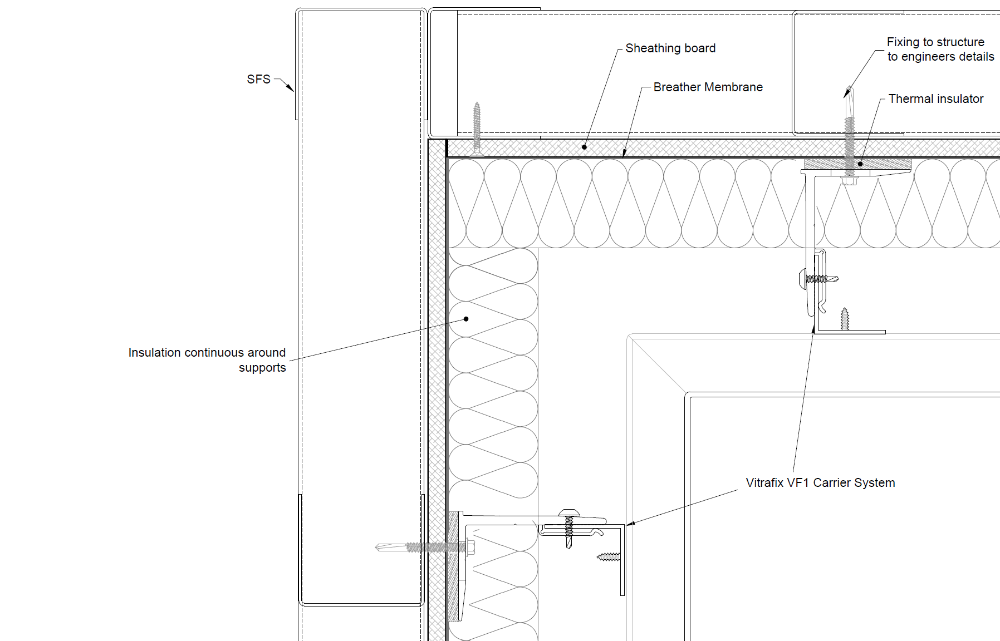 Fixing to structure
to engineers details
Sheathing board
SFS
Breather Membrane
Thermal insulator
Insulation continuous around
supports
Vitrafix VF1 Carrier System